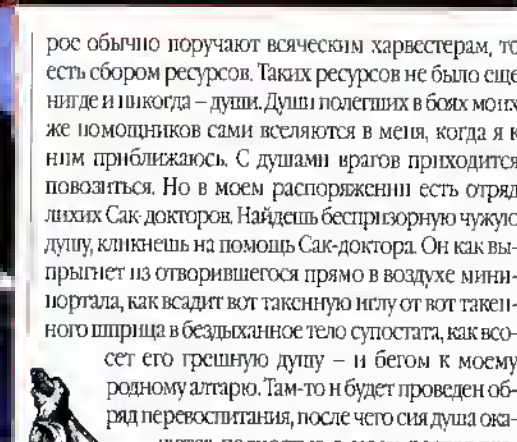 рое обычно поручают всяческим харвестерам, то
есть сбором ресурсов. Таких ресурсов не было еще
нигде и никогда – души. Души полегших в боях моих
же помощников сами вселяются в меня, когда я к
ним приближаюсь. С душами врагов приходится
повозиться. Но в моем распоряжении есть отряд
лихих Сак-докторов. Найдешь беспризорную чужую
душу, кликнешь на помощь Сак-доктора. Он как вы-
прыгнет из отворившегося прямо в воздухе мини-
портала, как всадит вот такенную иглу от вот такен-
ного шприца в бездыханное тело супостата, как всо-
сет его грешную душу – и бегом к моему
родному алтарю. Там-то и будет проведен об-
ряд перевоспитания, после чего сия душа ока-